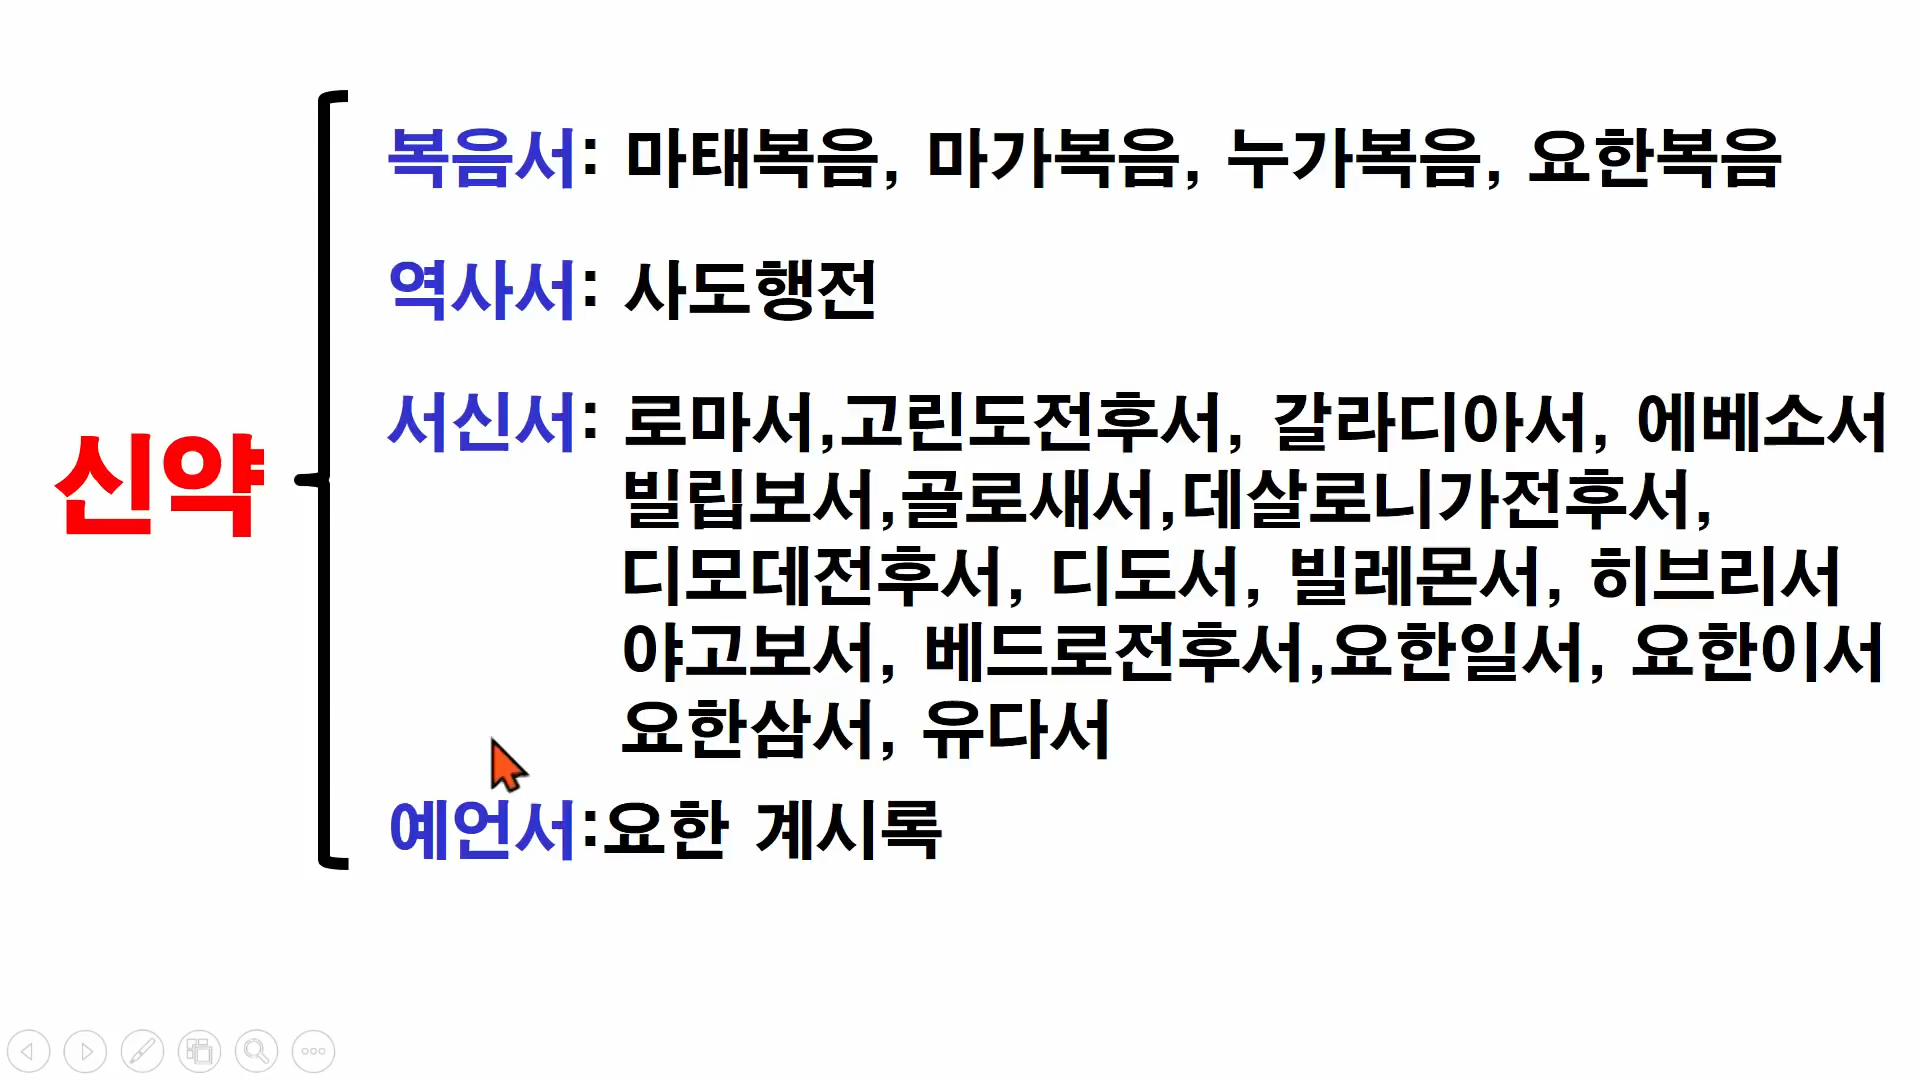 복음서: 마태복음, 마가복음, 누가복음, 요한복음
역사서: 사도행전
신약
서신서: 로마서,고린도전후서, 갈라디아서, 에베소서
빌립보서,골로새서,데살로니가전후서,
디모데전후서, 디도서, 빌레몬서, 히브리서
야고보서, 베드로전후서,요한일서, 요한이서
요한삼서, 유다서
예언서:요한 계시록